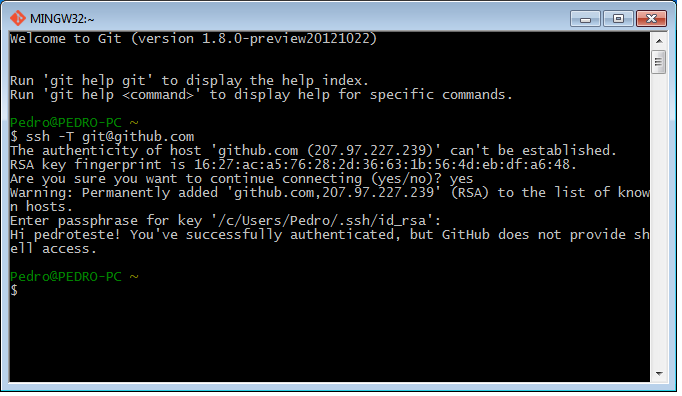 MINGW32:~
Welcome to Git (version 1.8.0-preview20121022)
Run 'git help git' to display the help index.
Run 'git help <command>' to display help for specific commands.
Pedro@PEDRO-PC ~
$ ssh -T git@github.com
The authenticity of host 'github.com (207.97.227.239)' can't be established.
RSA key fingerprint is 16:27:ac:a5:76:28:2d:36:63:1b:56:4d:eb:df:a6:48.
Are you sure you want to continue connecting (yes/no)? yes
Warning: Permanently added 'github.com,207.97.227.239' (RSA) to the list of know
n hosts.
Enter passphrase for key '/c/Users/Pedro/.ssh/id_rsa':
Hi pedroteste! You've successfully authenticated, but GitHub does not provide sh
ell access.
Pedro@PEDRO-PC ~
$